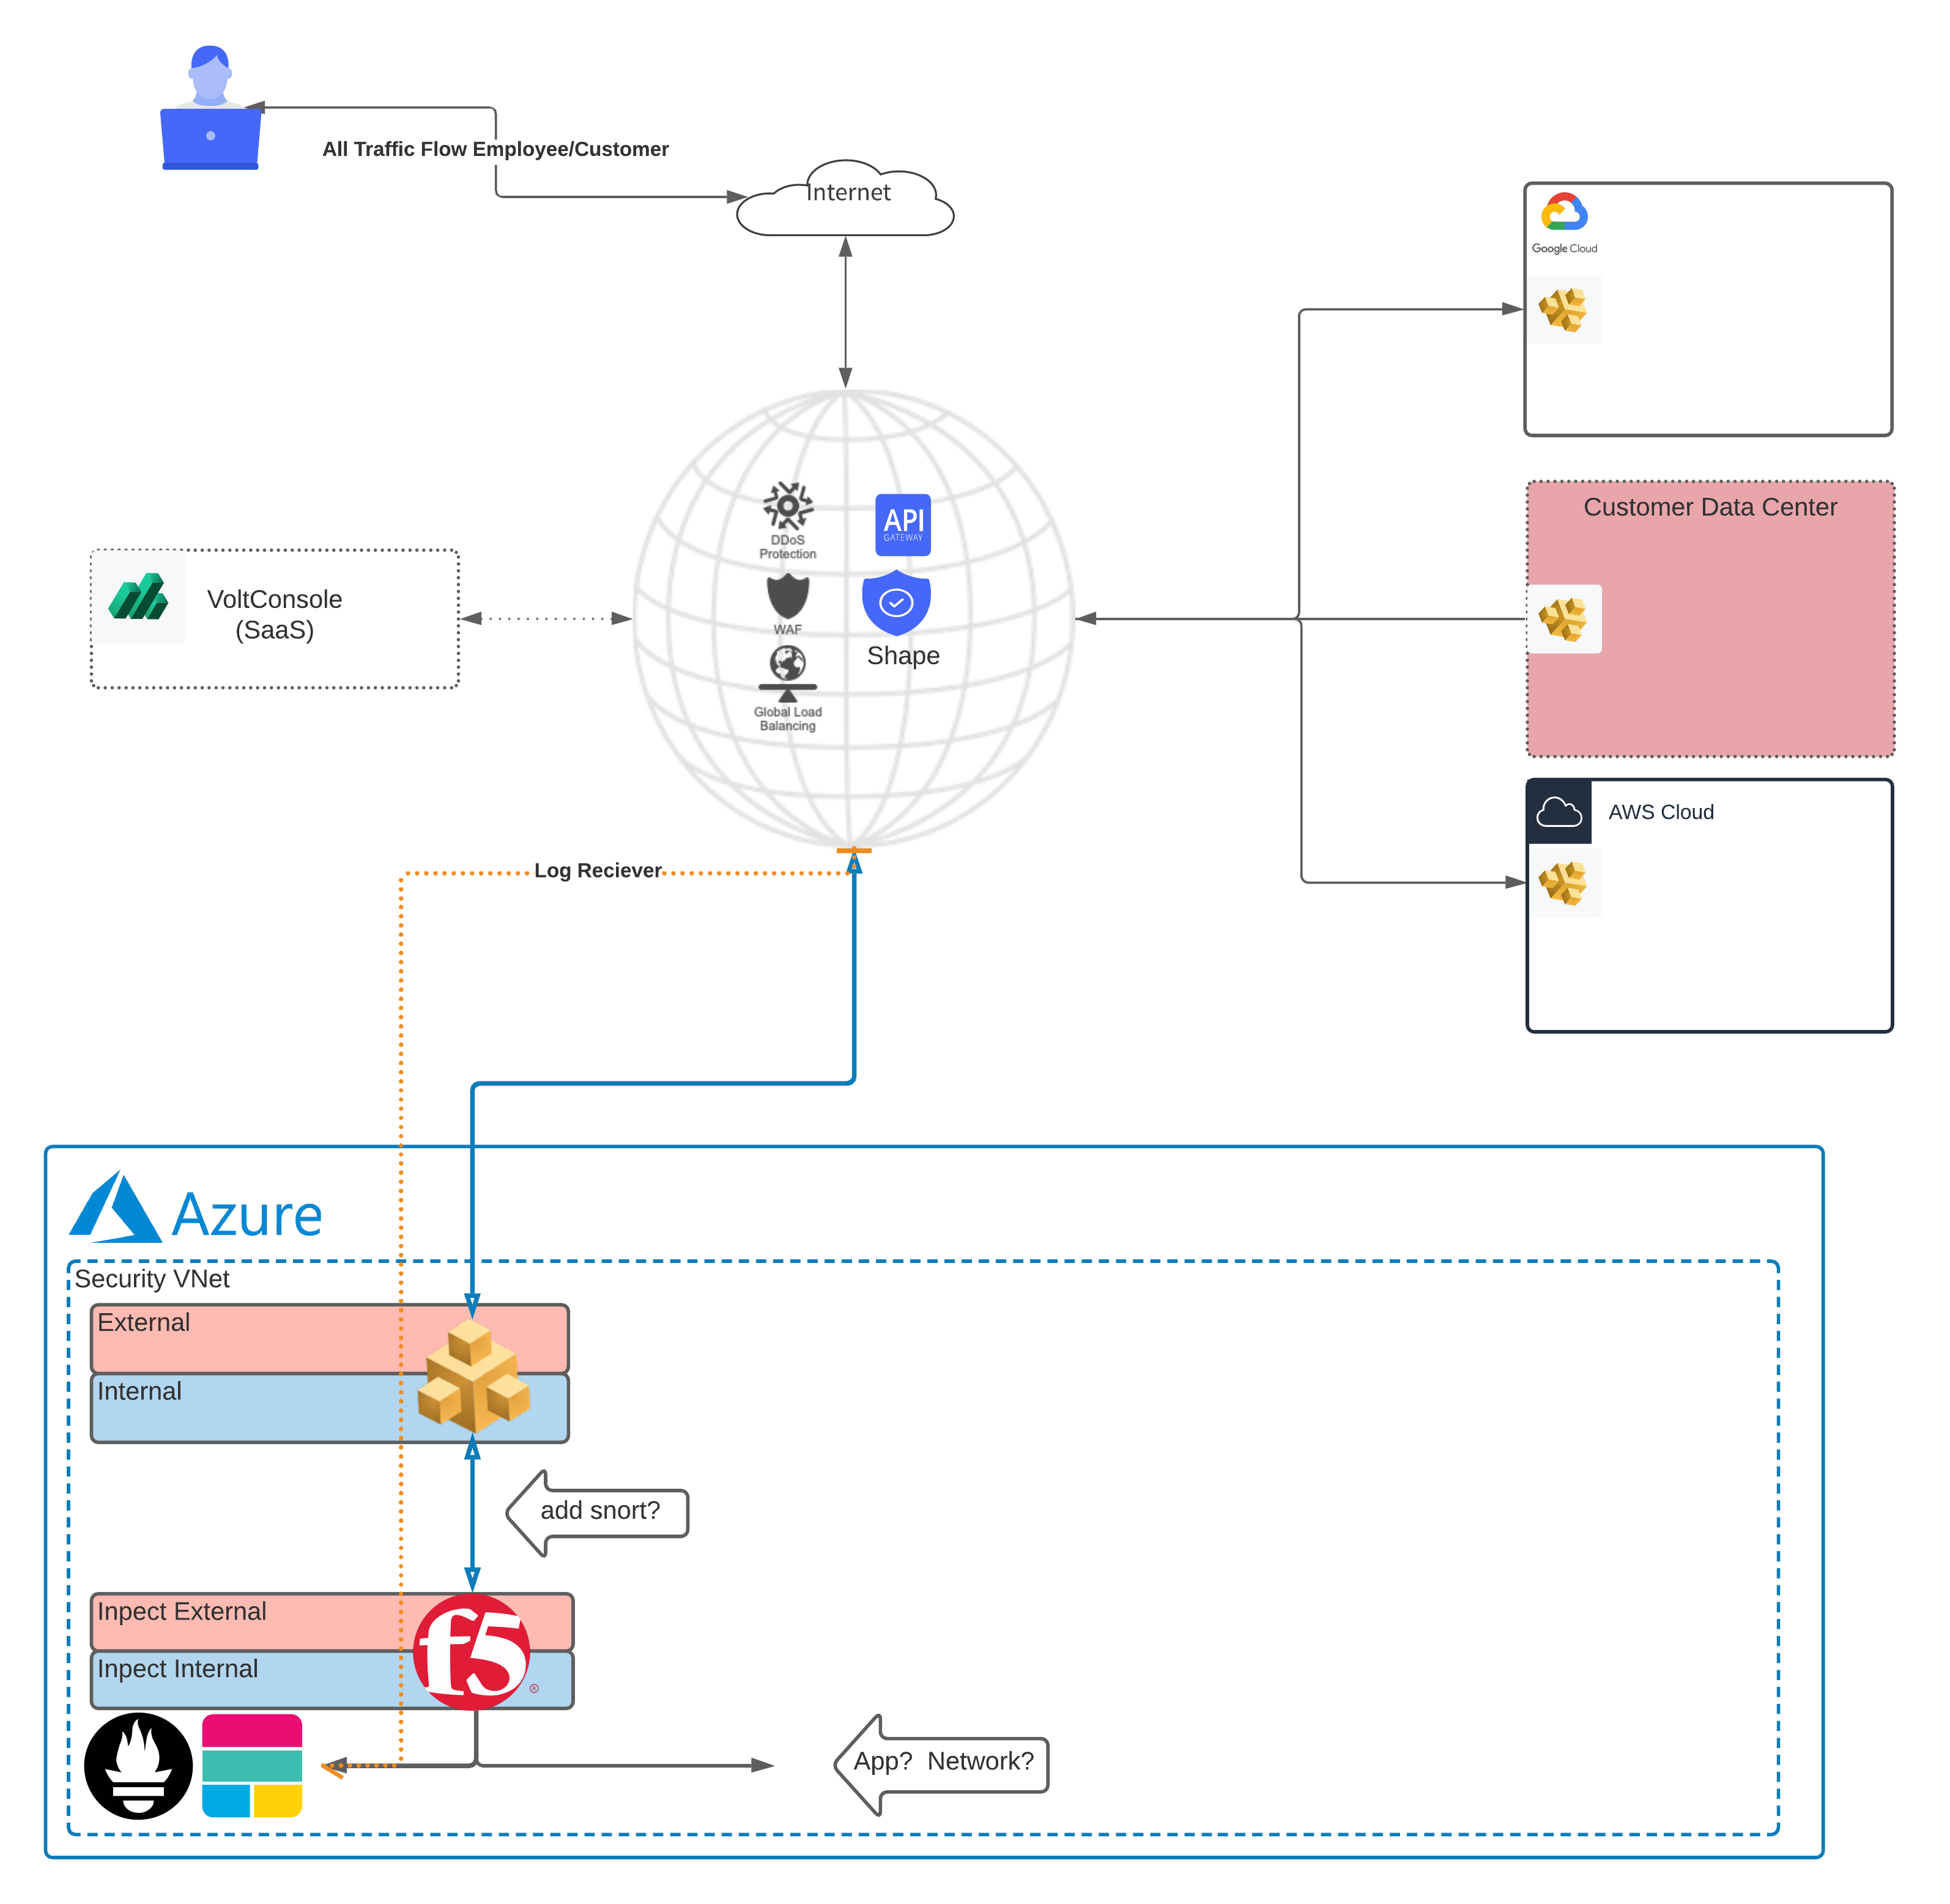 All Traffic Flow Employee/Customer
Internet
Google Cloud
DDoS
Protection
API
GATEWAY
Customer Data Center
VoltConsole
(SaaS)
WAF
Shape
Global Load
Balancing
AWS Cloud
Log Reciever
Azure
Security VNet
External
Internal
add snort?
Inpect External
Inpect Internal
f5
®
App?  Network?